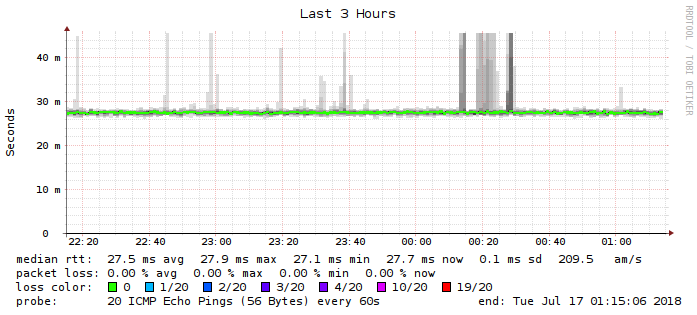 Last 3 Hours
RRDTOOL / TOBI OETIKER
Seconds
40 m
30 m
20 m
10 m
0
22:20 22:40 23:00 23:20 23:40 00:00 00:20 00:40 01:00
median rtt: 27.5 ms avg 27.9 ms max 27.1 ms min 27.7 ms now 0.1 ms sd 209.5 am/s
packet loss: 0.00 % avg 0.00 % max 0.00 % min 0.00 % now
loss color: 0 1/20 2/20 3/20 4/20 10/20 19/20
probe: 20 ICMP Echo Pings (56 Bytes) every 60s end: Tue Jul 17 01:15:06 2018